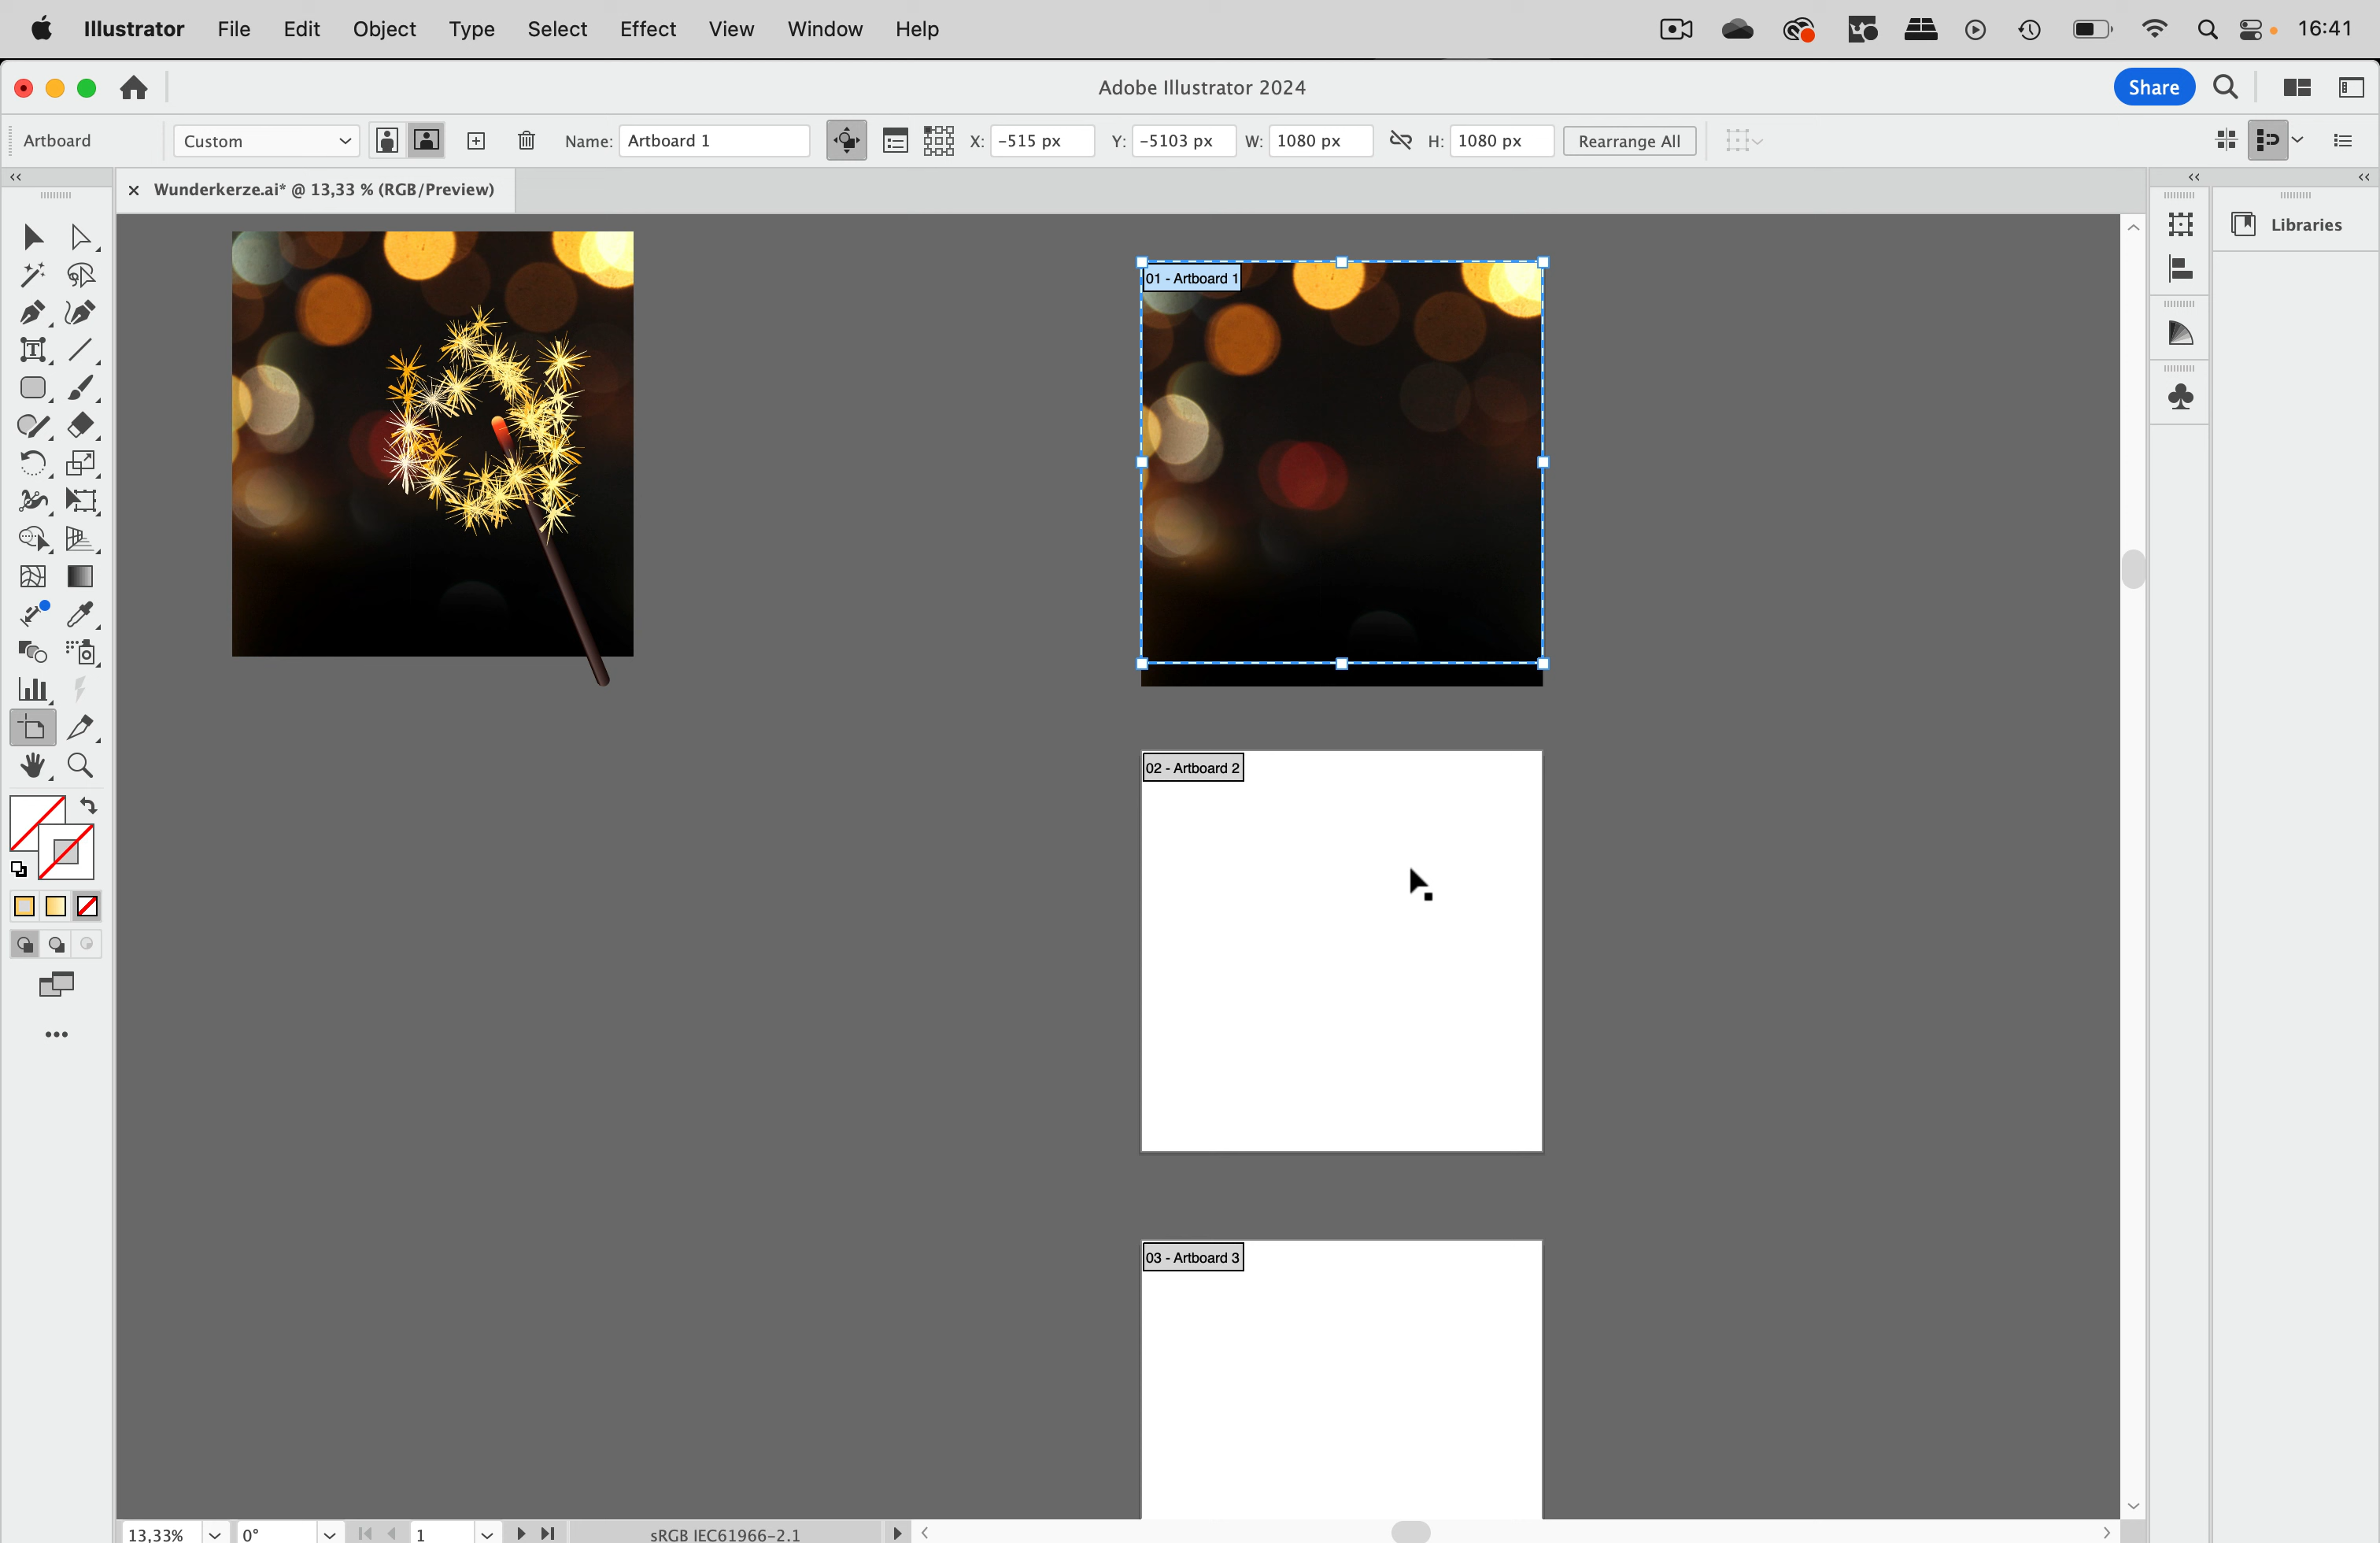 Illustrator File Edit Object Type Select Effect View Window Help 16:41
Adobe Illustrator 2024 Share
Artboard Custom Name: Artboard 1 X: -515 px Y: -5103 px W: 1080 px H: 1080 px Rearrange All
Wunderkerze.ai* @ 13,33 % (RGB/Preview)
Libraries
01 - Artboard 1
02 - Artboard 2
03 - Artboard 3
13,33% 0° 1 sRGB IEC61966-2.1